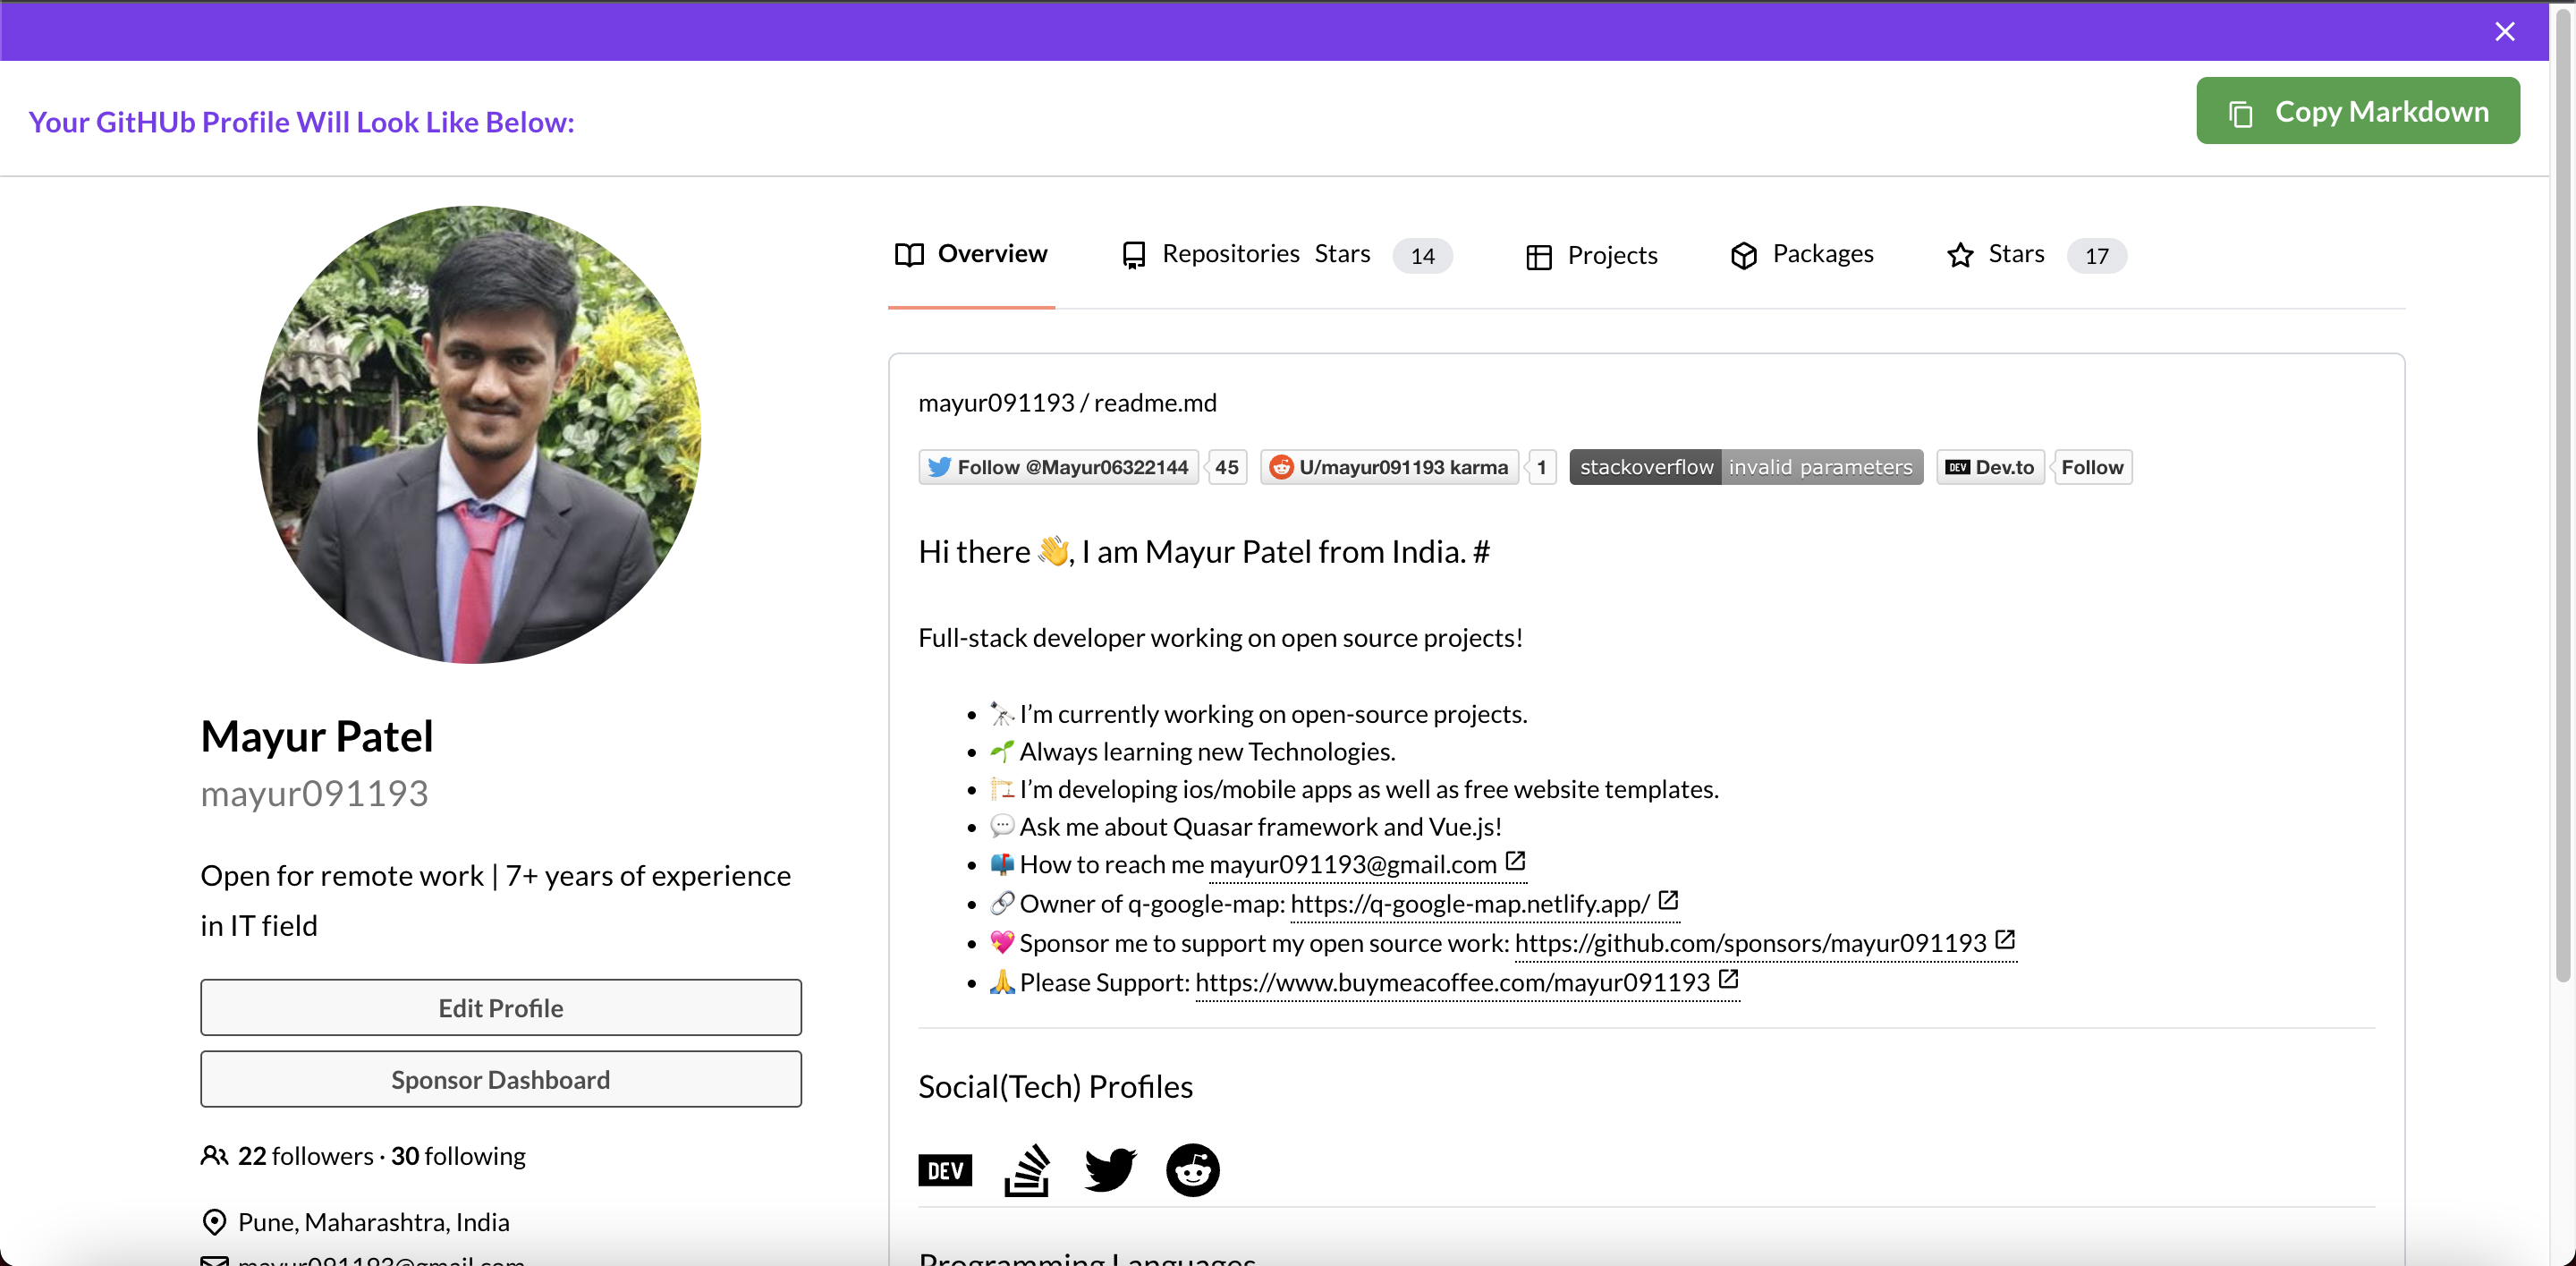 Your GitHUb Profile Will Look Like Below:
Copy Markdown
Overview
Repositories Stars 14
Projects
Packages
Stars 17
mayur091193 / readme.md
Follow @Mayur06322144 45
U/mayur091193 karma 1
stackoverflow invalid parameters
DEV Dev.to Follow
Hi there 👋, I am Mayur Patel from India. #
Full-stack developer working on open source projects!
• 🔭 I’m currently working on open-source projects.
• 🌱 Always learning new Technologies.
• 🏗️ I’m developing ios/mobile apps as well as free website templates.
• 💬 Ask me about Quasar framework and Vue.js!
• 📫 How to reach me mayur091193@gmail.com
• 🔗 Owner of q-google-map: https://q-google-map.netlify.app/
• 💖 Sponsor me to support my open source work: https://github.com/sponsors/mayur091193
• 🙏 Please Support: https://www.buymeacoffee.com/mayur091193
Social(Tech) Profiles
DEV
Programming Languages
Mayur Patel
mayur091193
Open for remote work | 7+ years of experience
in IT field
Edit Profile
Sponsor Dashboard
22 followers · 30 following
Pune, Maharashtra, India
mayur091193@gmail.com